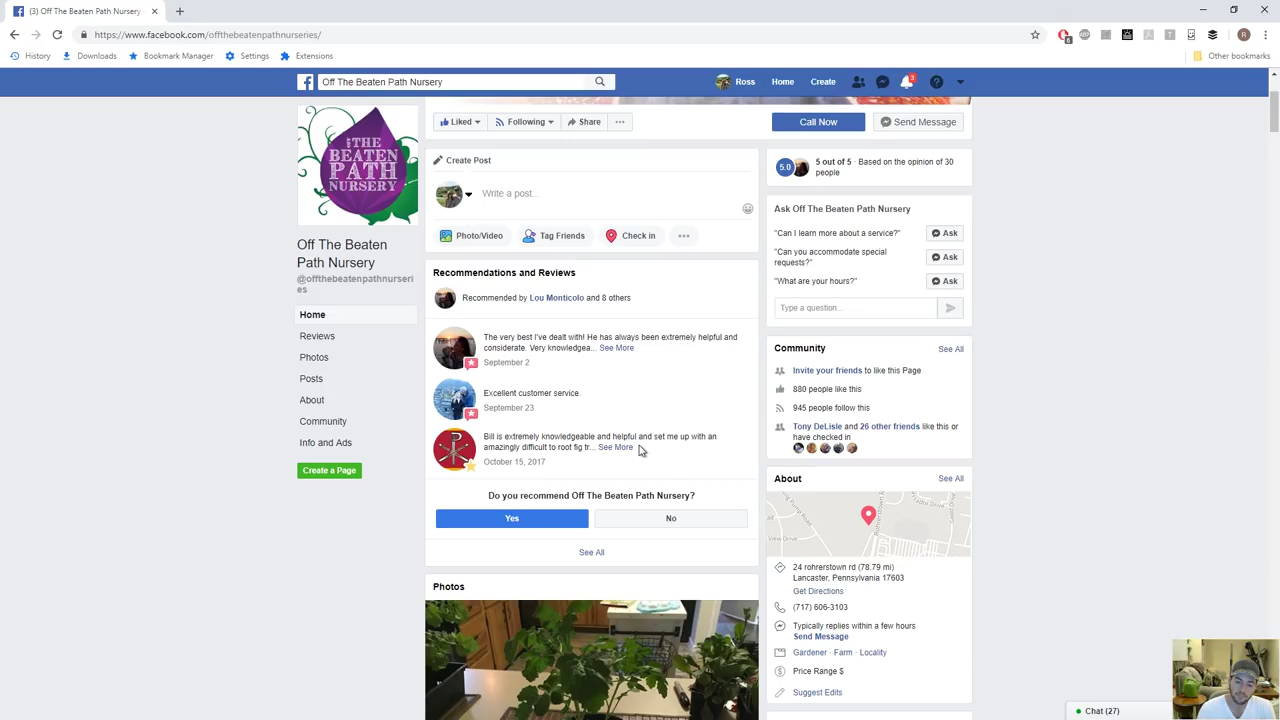 (3) Off The Beaten Path Nursery
https://www.facebook.com/offthebeatenpathnurseries/
History
Downloads
Bookmark Manager
Settings
Extensions
Other bookmarks
Off The Beaten Path Nursery
Ross
Home
Create
3
OFF THE
BEATEN
PATH
NURSERY
Off The Beaten
Path Nursery
@offthebeatenpathnurseri
es
Home
Reviews
Photos
Posts
About
Community
Info and Ads
Create a Page
Liked
Following
Share
Call Now
Send Message
Create Post
Write a post...
Photo/Video
Tag Friends
Check in
Recommendations and Reviews
Recommended by Lou Monticolo and 8 others
The very best I've dealt with! He has always been extremely helpful and
considerate. Very knowledgea... See More
September 2
Excellent customer service.
September 23
Bill is extremely knowledgeable and helpful and set me up with an
amazingly difficult to root fig tr... See More
October 15, 2017
Do you recommend Off The Beaten Path Nursery?
Yes
No
See All
Photos
5.0
5 out of 5 · Based on the opinion of 30
people
Ask Off The Beaten Path Nursery
"Can I learn more about a service?"
Ask
"Can you accommodate special
requests?"
Ask
"What are your hours?"
Ask
Type a question...
Community
See All
Invite your friends to like this Page
880 people like this
945 people follow this
Tony DeLisle and 26 other friends like this or
have checked in
About
See All
View Drive
24 rohrerstown rd (78.79 mi)
Lancaster, Pennsylvania 17603
Get Directions
(717) 606-3103
Typically replies within a few hours
Send Message
Gardener · Farm · Locality
Price Range $
Suggest Edits
Chat (27)